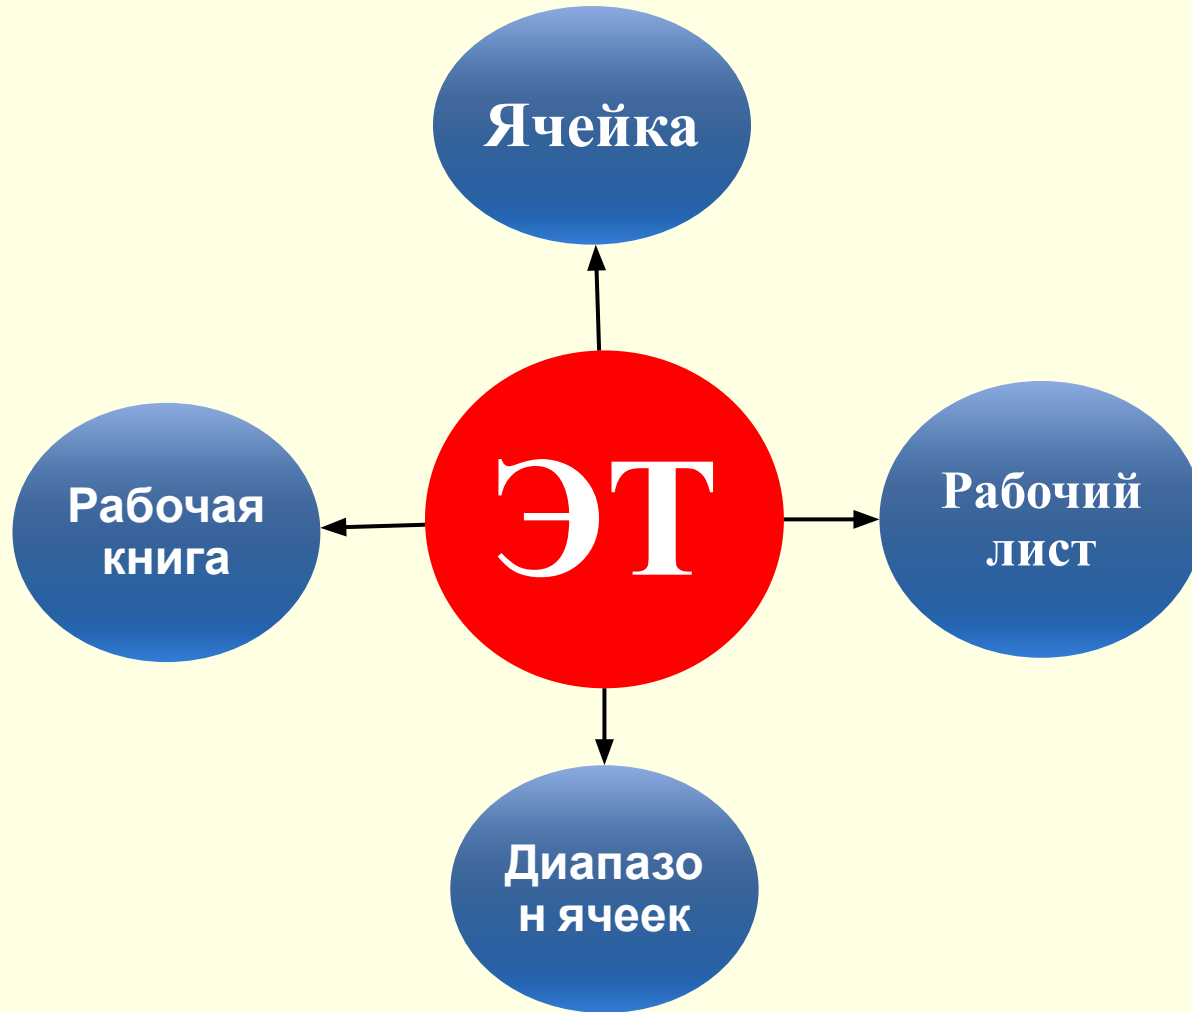 Ячейка
Рабочая
книга
ЭТ
Рабочий
лист
Диапазо
н ячеек